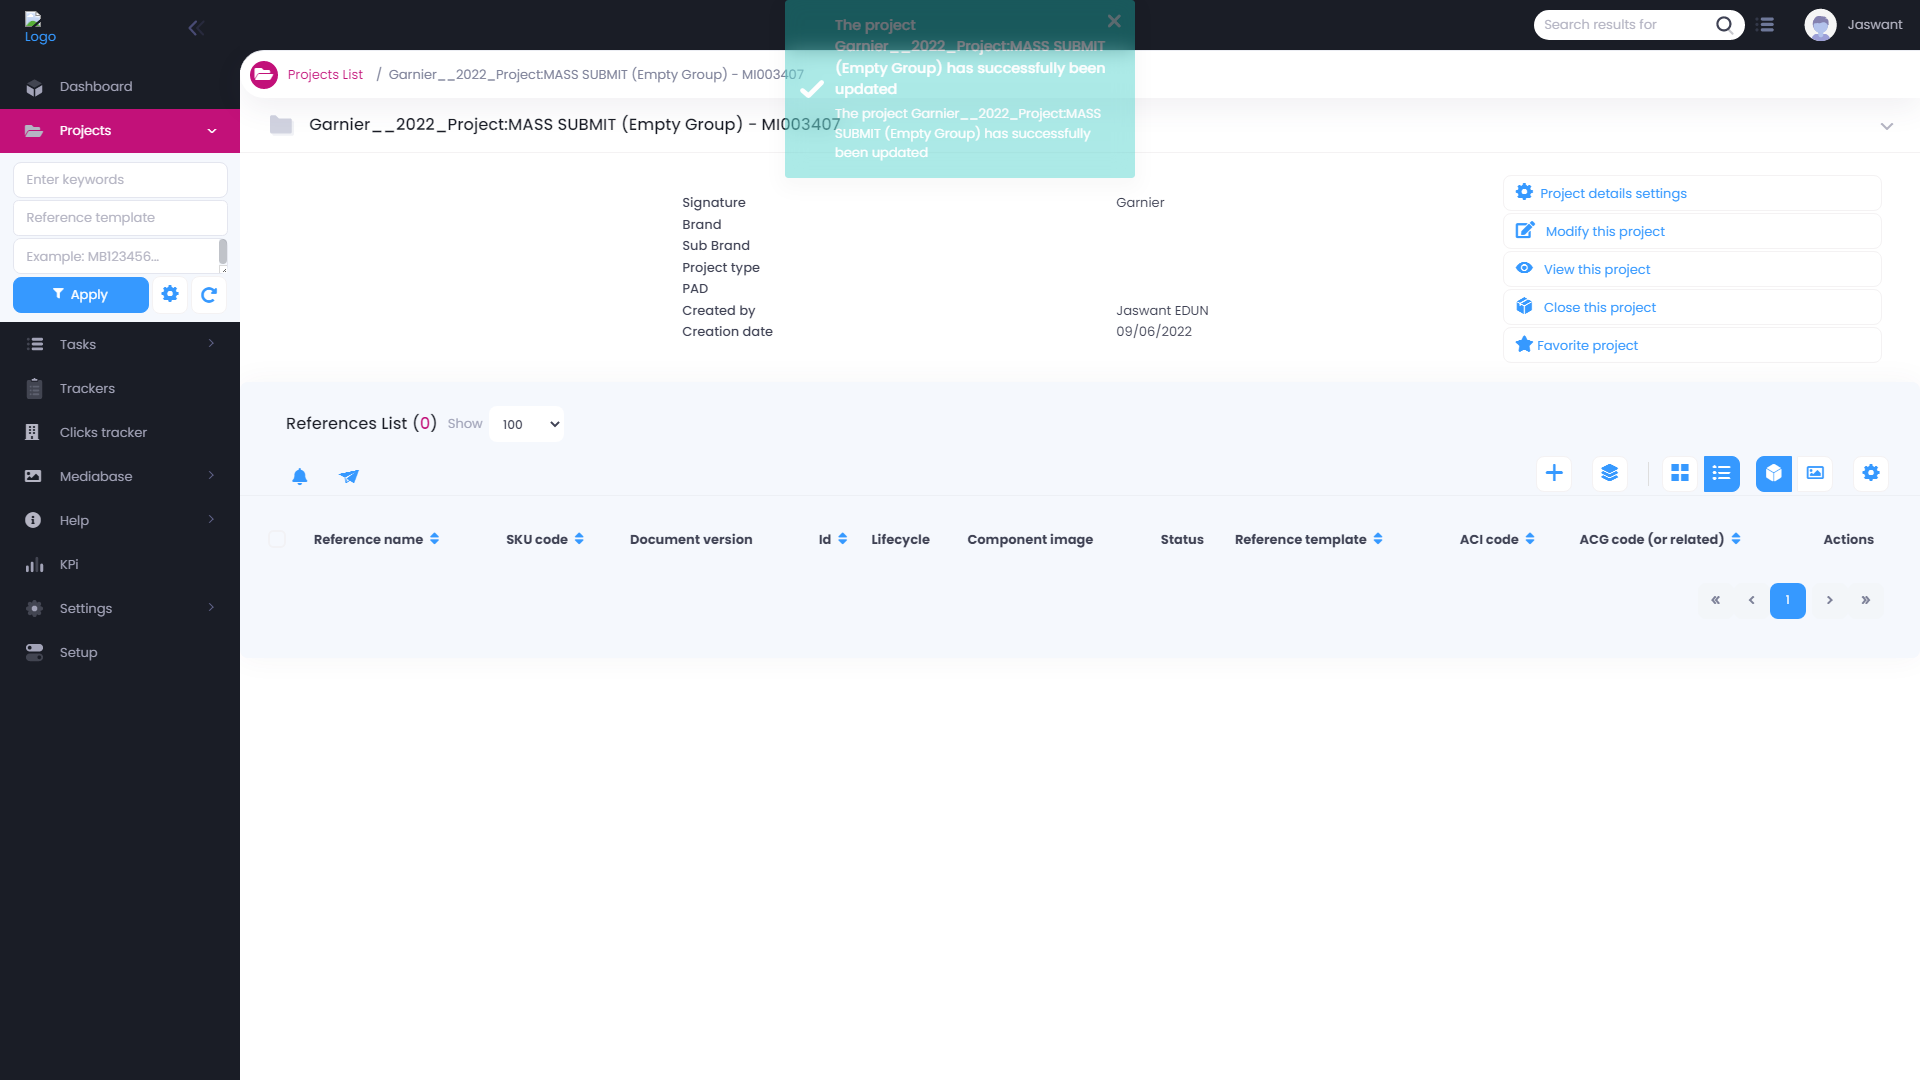 Logo
Search results for
Jaswant
The project
Garnier__2022_Project:MASS SUBMIT
(Empty Group) has successfully been
updated
The project Garnier__2022_Project:MASS
SUBMIT (Empty Group) has successfully
been updated
Projects List / Garnier__2022_Project:MASS SUBMIT (Empty Group) - MI003407
Garnier__2022_Project:MASS SUBMIT (Empty Group) - MI003407
Dashboard
Projects
Enter keywords
Reference template
Example: MB123456...
Apply
Tasks
Trackers
Clicks tracker
Mediabase
Help
KPi
Settings
Setup
Signature Garnier
Brand
Sub Brand
Project type
PAD
Created by Jaswant EDUN
Creation date 09/06/2022
Project details settings
Modify this project
View this project
Close this project
Favorite project
References List (0) Show 100
Reference name SKU code Document version Id Lifecycle Component image Status Reference template ACI code ACG code (or related) Actions
« ‹ 1 › »